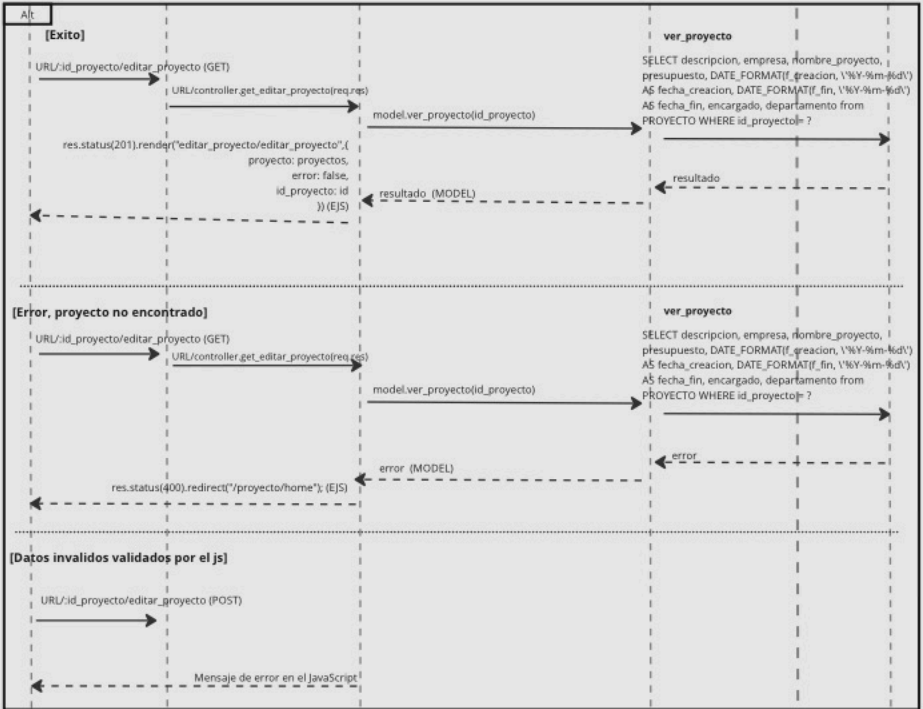 Alt
[Exito]
URL/:id_proyecto/editar_proyecto (GET)
URL/controller.get_editar_proyecto(req,res)
model.ver_proyecto(id_proyecto)
ver_proyecto
SELECT descripcion, empresa, nombre_proyecto,
presupuesto, DATE_FORMAT(f_creacion, \'%Y-%m-%d\')
AS fecha_creacion, DATE_FORMAT(f_fin, \'%Y-%m-%d\')
AS fecha_fin, encargado, departamento from
PROYECTO WHERE id_proyecto = ?
resultado
resultado (MODEL)
res.status(201).render("editar_proyecto/editar_proyecto",{
proyecto: proyectos,
error: false,
id_proyecto: id
}) (EJS)
[Error, proyecto no encontrado]
URL/:id_proyecto/editar_proyecto (GET)
URL/controller.get_editar_proyecto(req,res)
model.ver_proyecto(id_proyecto)
ver_proyecto
SELECT descripcion, empresa, nombre_proyecto,
presupuesto, DATE_FORMAT(f_creacion, \'%Y-%m-%d\')
AS fecha_creacion, DATE_FORMAT(f_fin, \'%Y-%m-%d\')
AS fecha_fin, encargado, departamento from
PROYECTO WHERE id_proyecto = ?
error
error (MODEL)
res.status(400).redirect("/proyecto/home"); (EJS)
[Datos invalidos validados por el js]
URL/:id_proyecto/editar_proyecto (POST)
Mensaje de error en el JavaScript